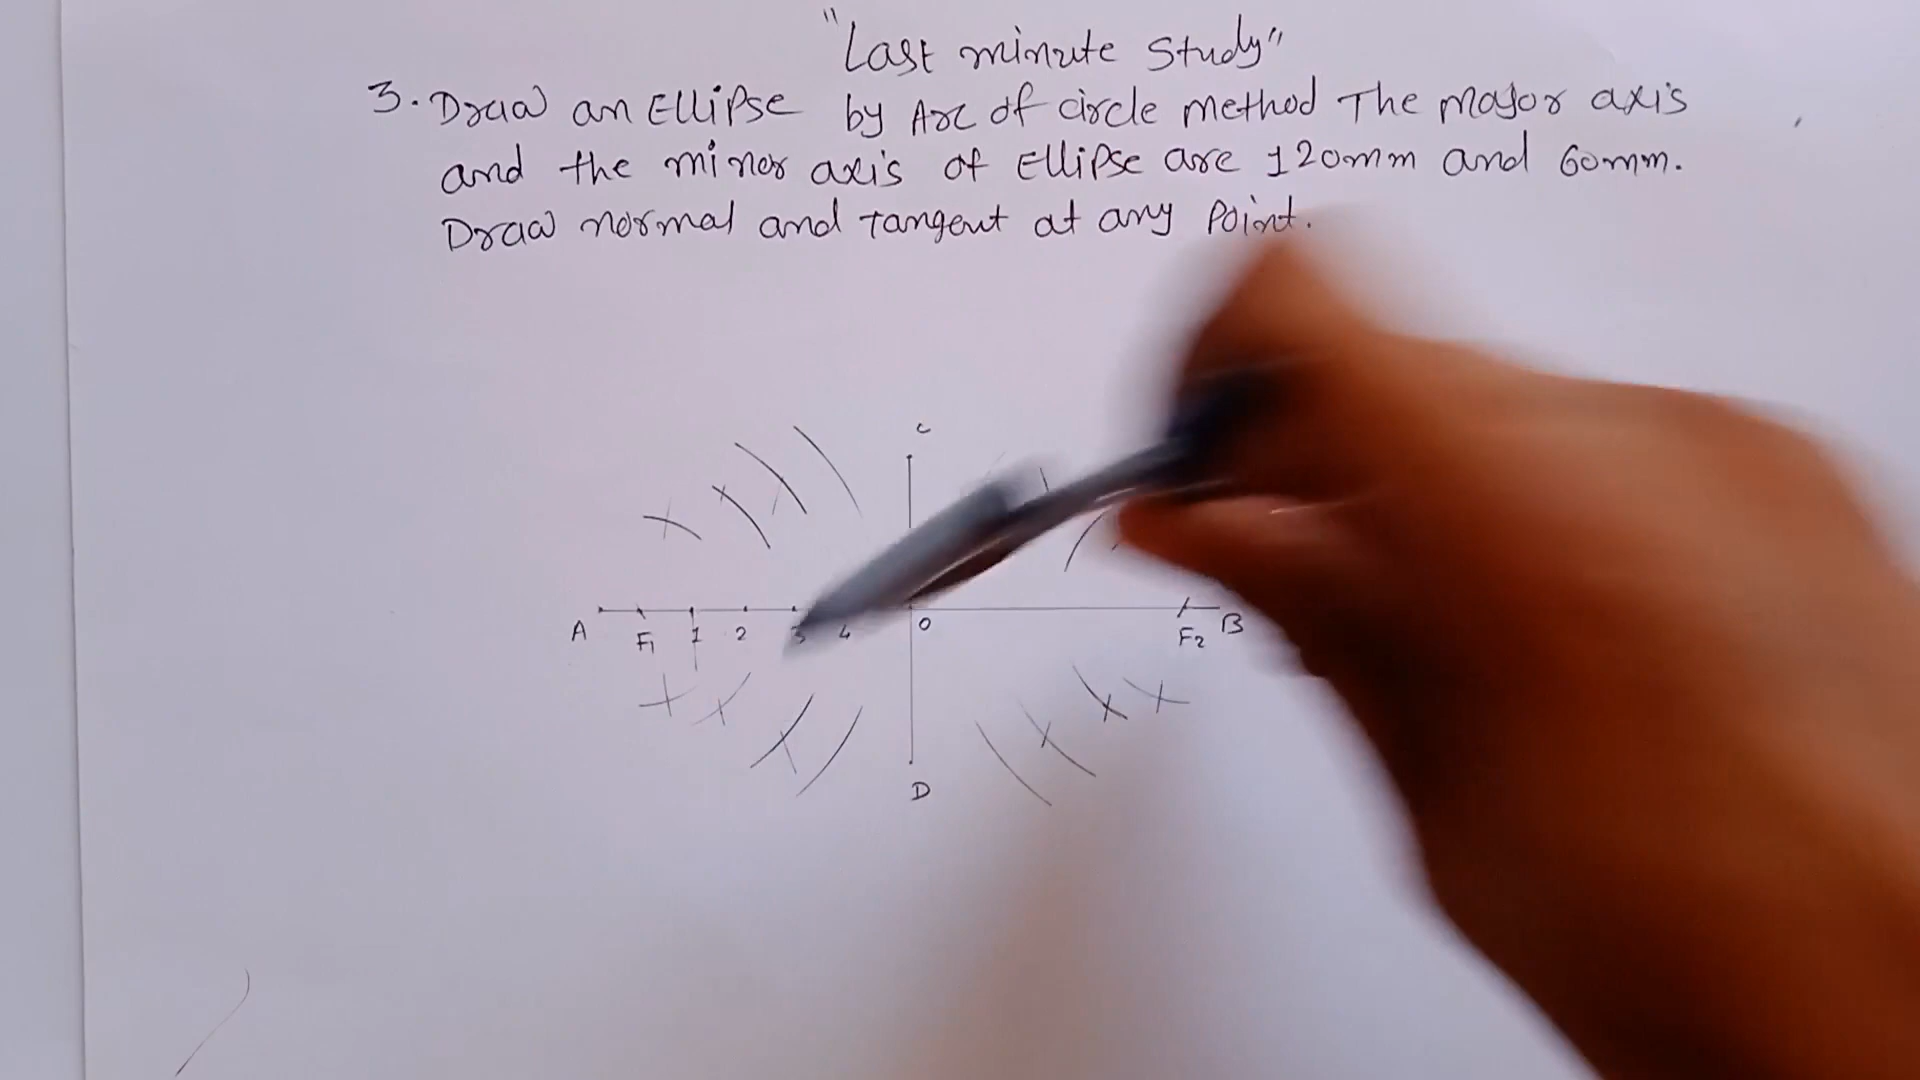 "Last minute Study"
3. Draw an Ellipse by Arc of circle method The major axis
and the minor axis of Ellipse are 120mm and 60mm.
Draw normal and Tangent at any Point.
C
A F1 1 2 3 4 O F2 B
D